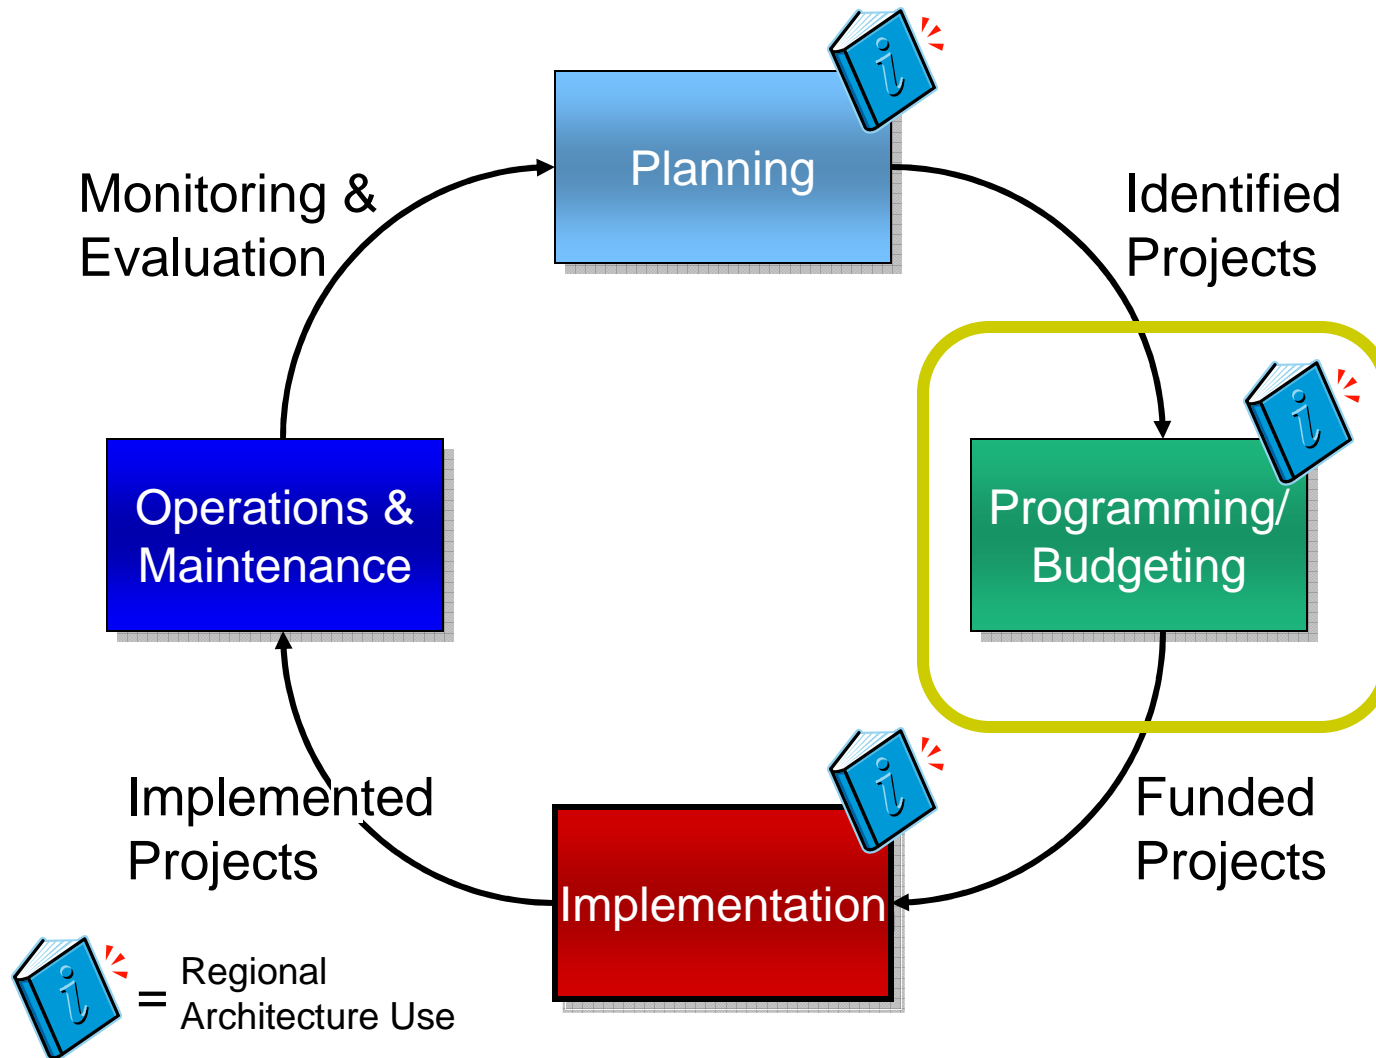 Planning
Monitoring &
Evaluation
Identified
Projects
Operations &
Maintenance
Programming/
Budgeting
Implemented
Projects
Implementation
Funded
Projects
i
i
i
i
=
Regional
Architecture Use